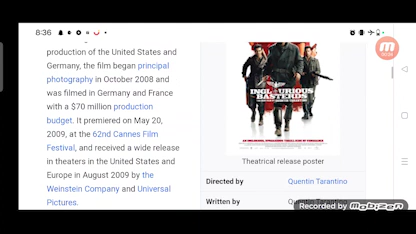 8:36
production of the United States and
Germany, the film began principal
photography in October 2008 and
was filmed in Germany and France
with a $70 million production
budget. It premiered on May 20,
2009, at the 62nd Cannes Film
Festival, and received a wide release
in theaters in the United States and
Europe in August 2009 by the
Weinstein Company and Universal
Pictures.
INGLOURIOUS
BASTERDS
Theatrical release poster
Directed by Quentin Tarantino
Written by Quentin Tarantino
Recorded by Mobizen